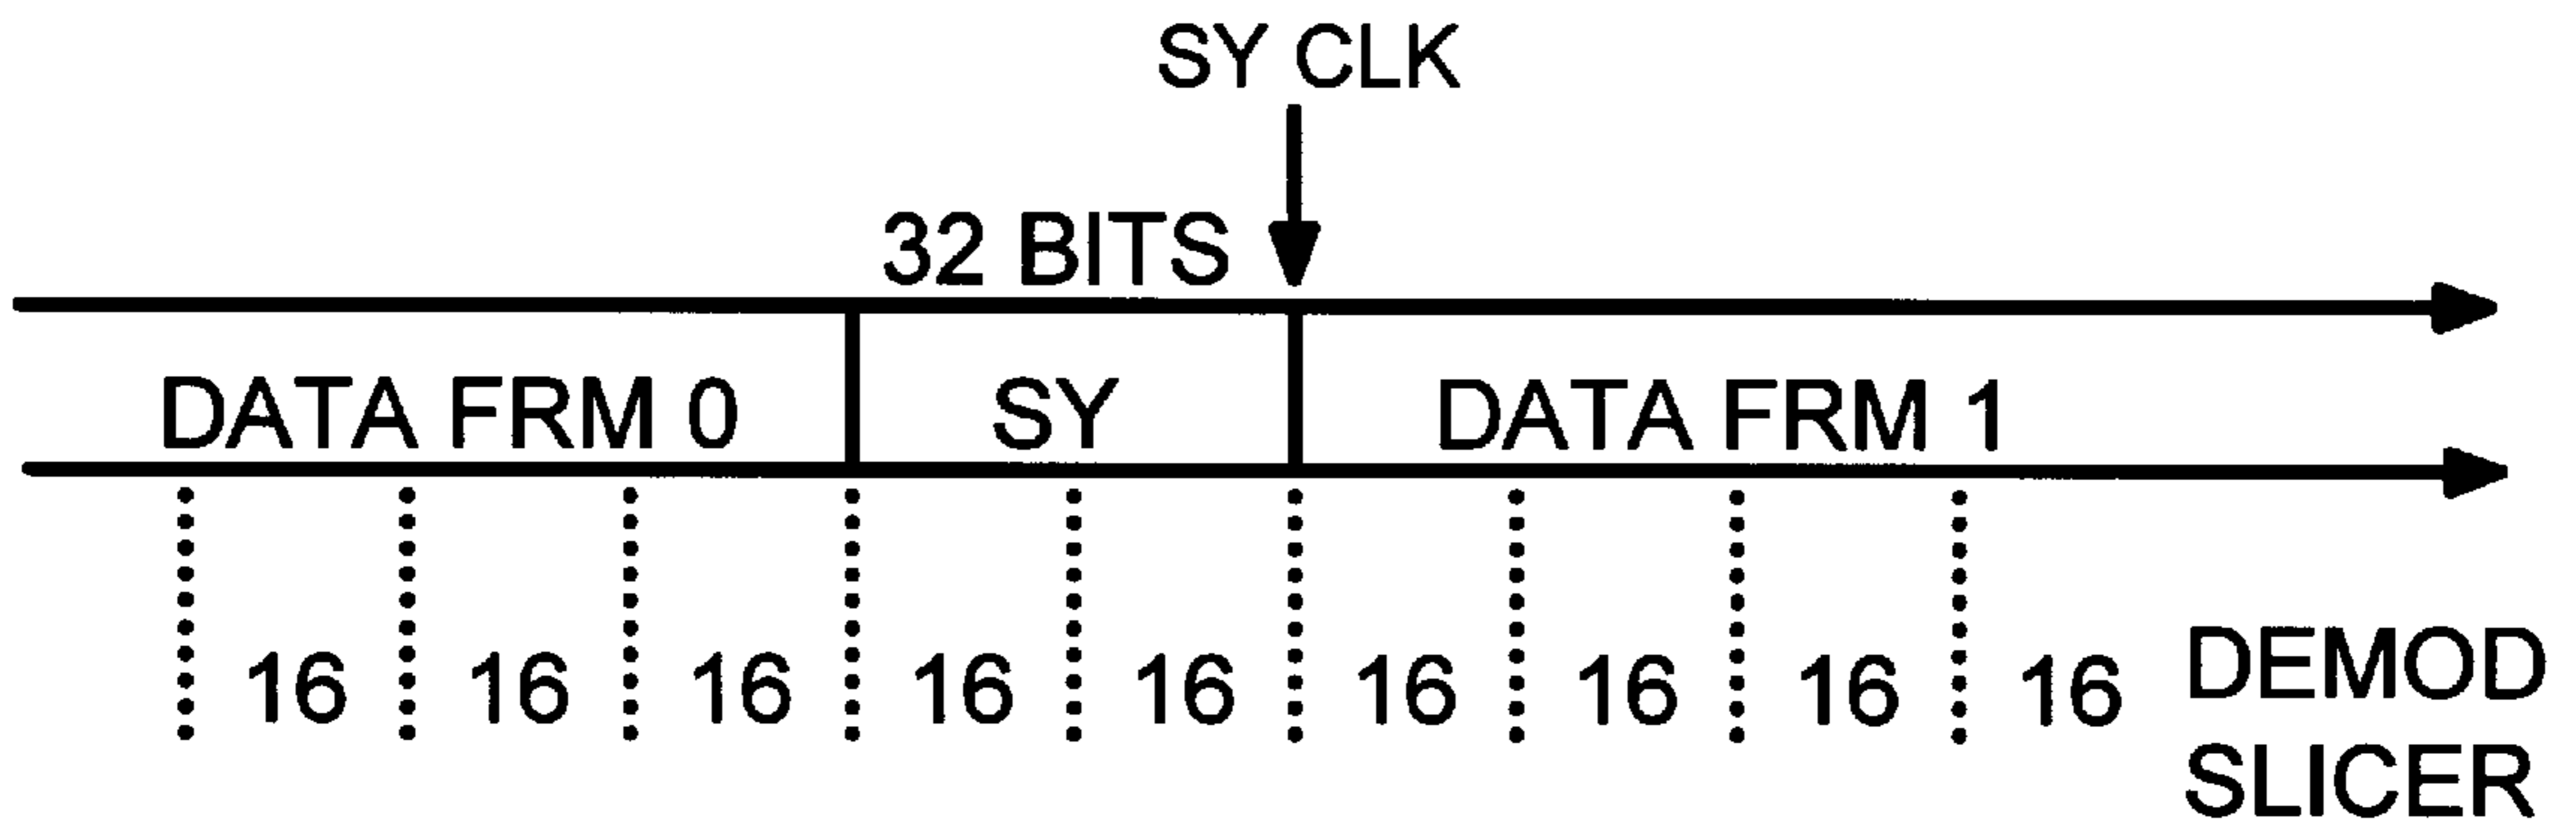 SY CLK
32 BITS
DATA FRM 0 SY DATA FRM 1
16 16 16 16 16 16 16 16 16 DEMOD
SLICER